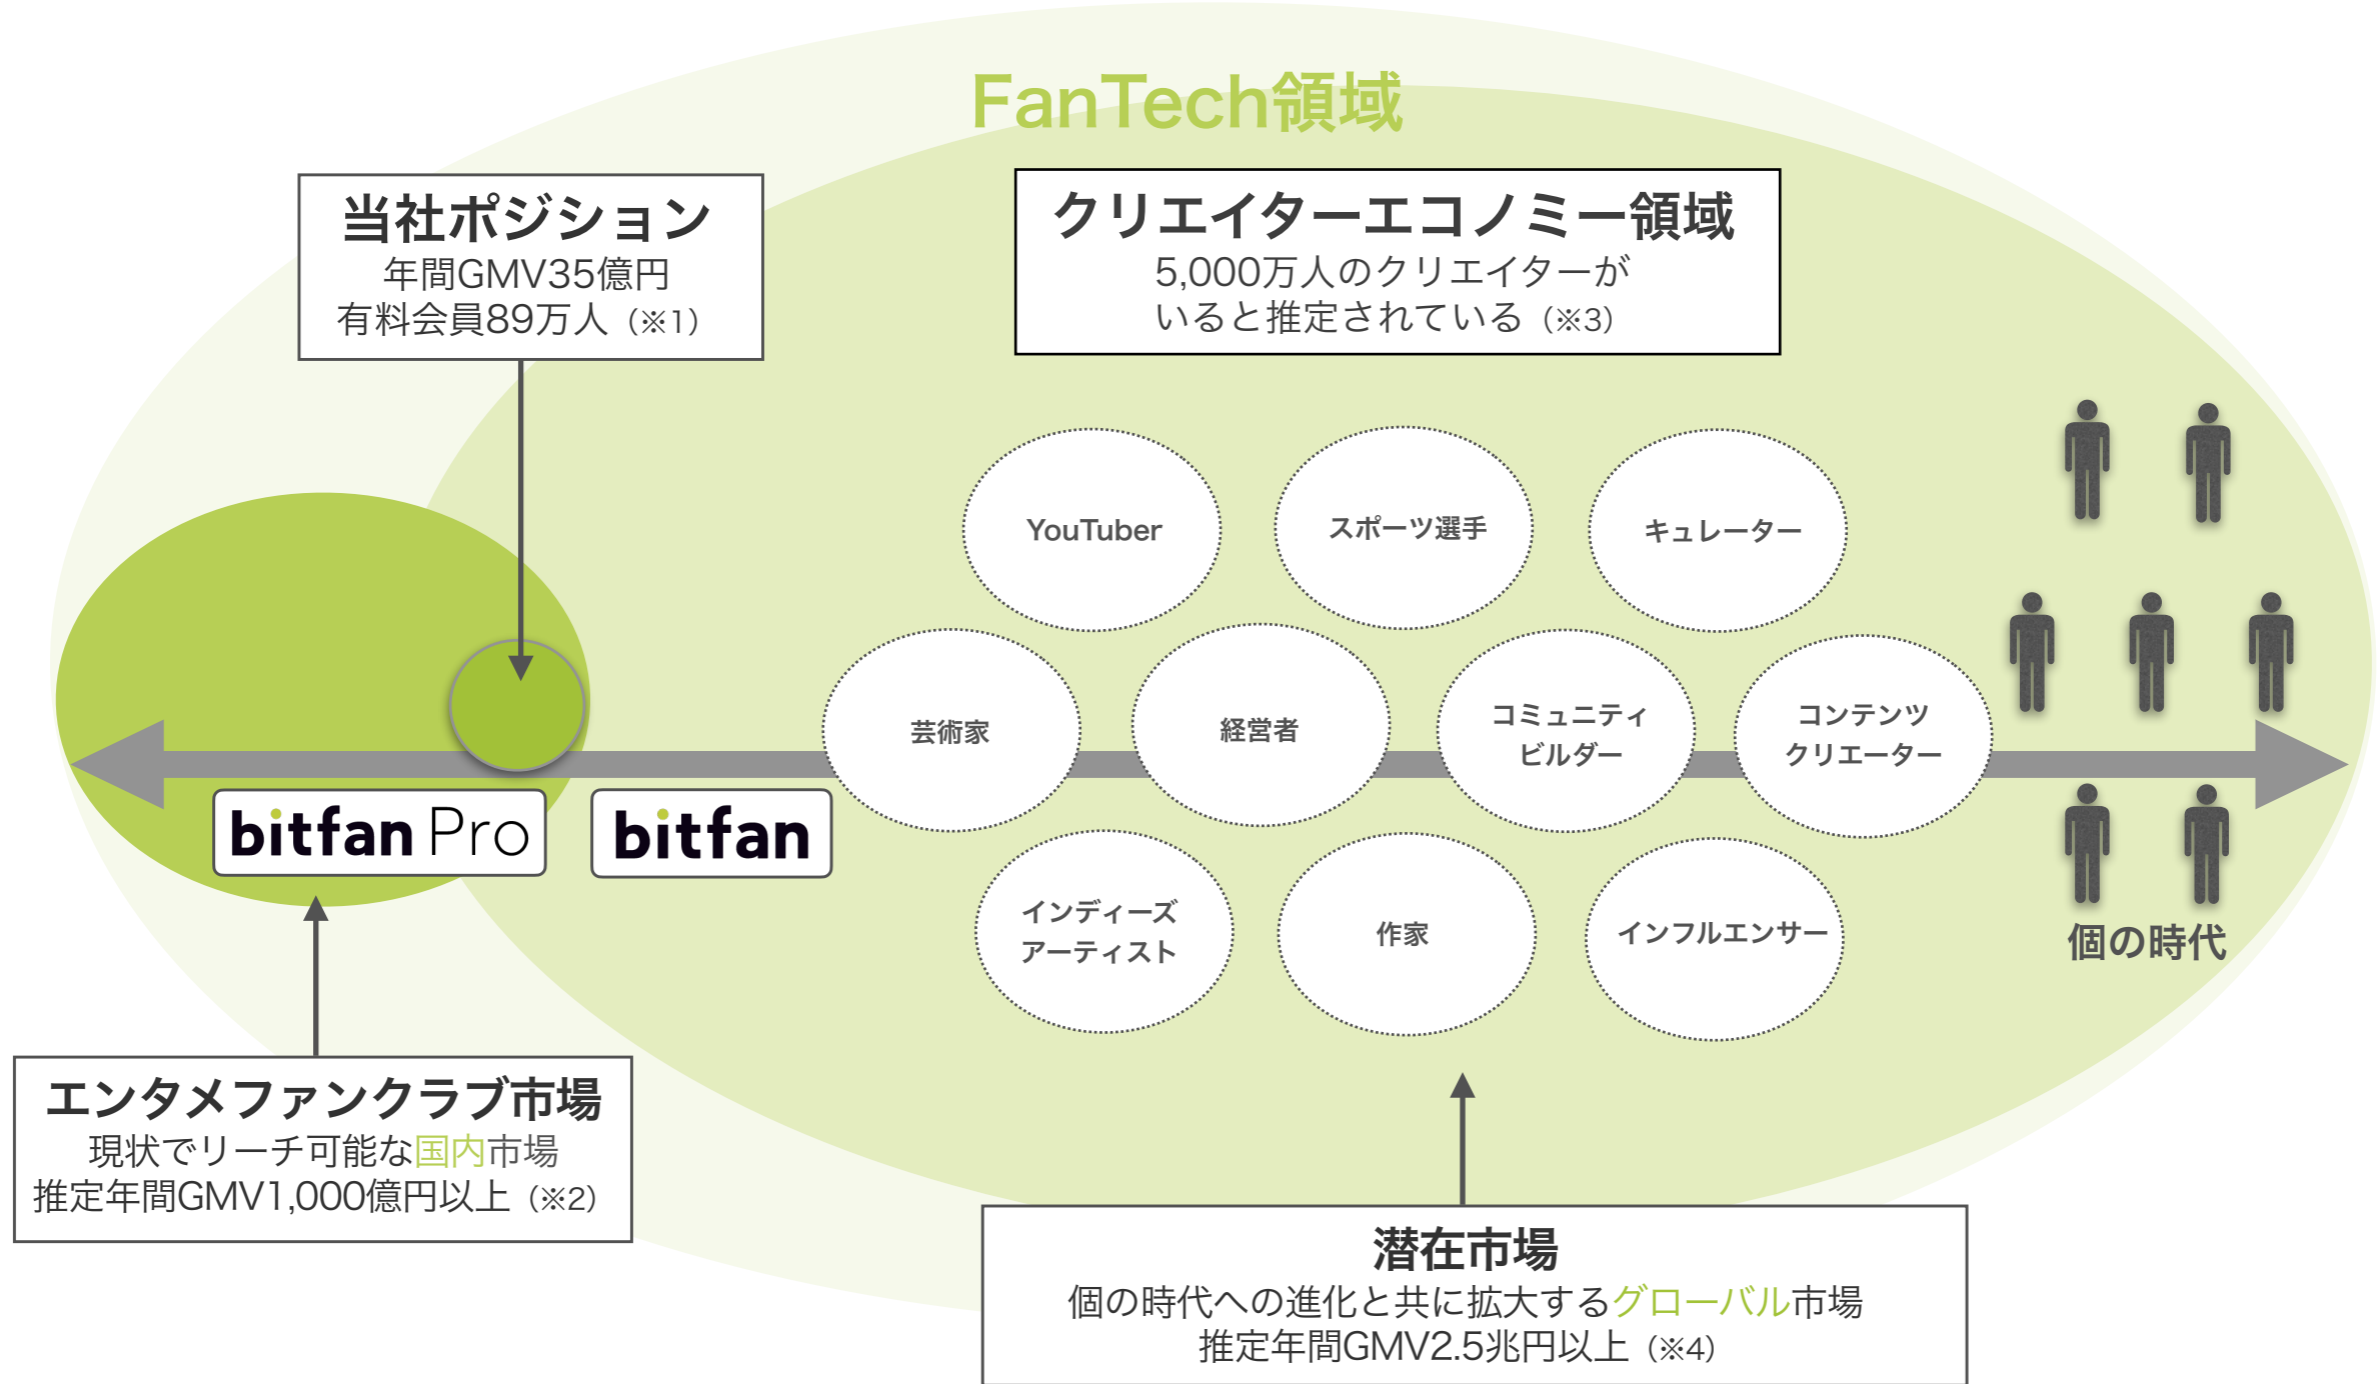 FanTech領域
当社ポジション
年間GMV35億円
有料会員89万人（※1）
クリエイターエコノミー領域
5,000万人のクリエイターが
いると推定されている（※3）
YouTuber
スポーツ選手
キュレーター
芸術家
経営者
コミュニティ
ビルダー
コンテンツ
クリエーター
bitfan Pro
bitfan
インディーズ
アーティスト
作家
インフルエンサー
個の時代
エンタメファンクラブ市場
現状でリーチ可能な国内市場
推定年間GMV1,000億円以上（※2）
潜在市場
個の時代への進化と共に拡大するグローバル市場
推定年間GMV2.5兆円以上（※4）